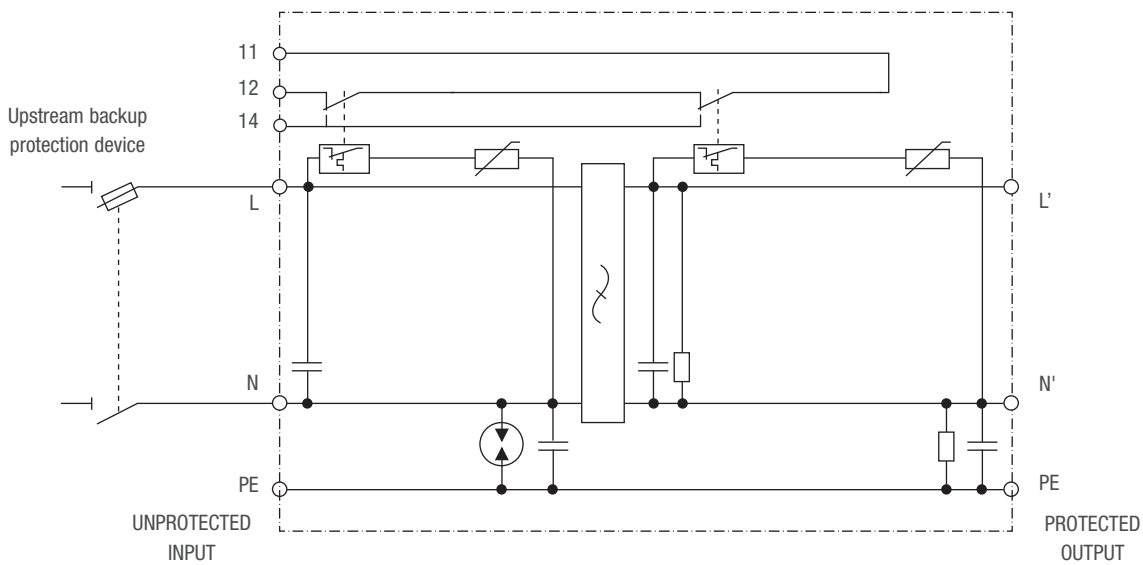 11
12
14
Upstream backup
protection device
L
L'
N
N'
PE
PE
UNPROTECTED
INPUT
PROTECTED
OUTPUT